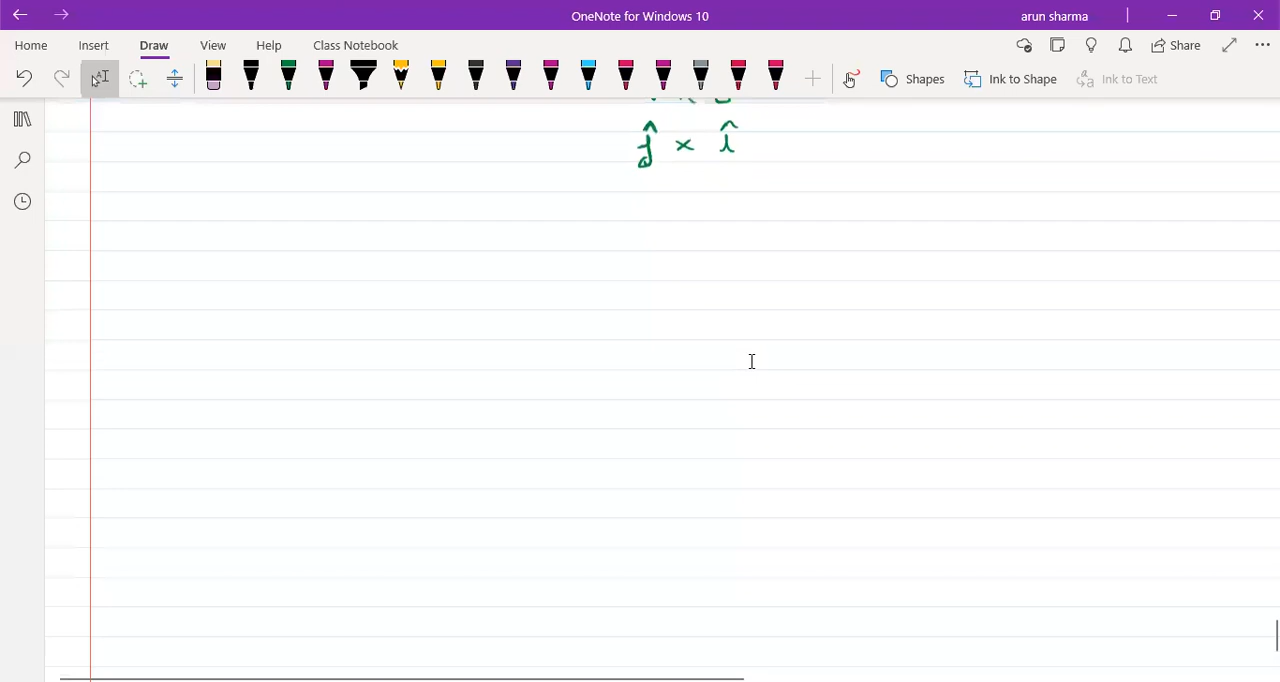 OneNote for Windows 10
arun sharma
Home Insert Draw View Help Class Notebook
Share
Shapes Ink to Shape Ink to Text
ĵ × î